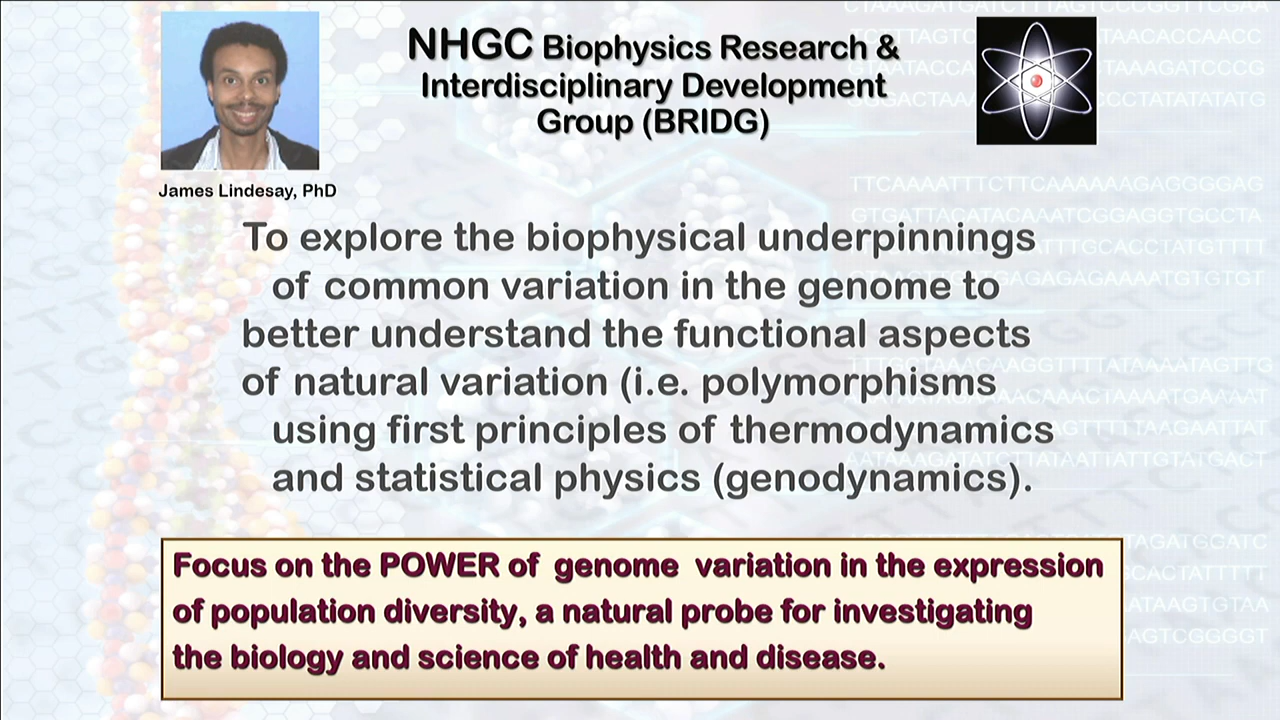 NHGC Biophysics Research &
Interdisciplinary Development
Group (BRIDG)
James Lindesay, PhD
To explore the biophysical underpinnings
of common variation in the genome to
better understand the functional aspects
of natural variation (i.e. polymorphisms
using first principles of thermodynamics
and statistical physics (genodynamics).
Focus on the POWER of genome variation in the expression
of population diversity, a natural probe for investigating
the biology and science of health and disease.
TTCAAAATTTCTTCAAAAAAGAGGGGAG
GTGATTACATACAAATCGGAGGTGCCTA